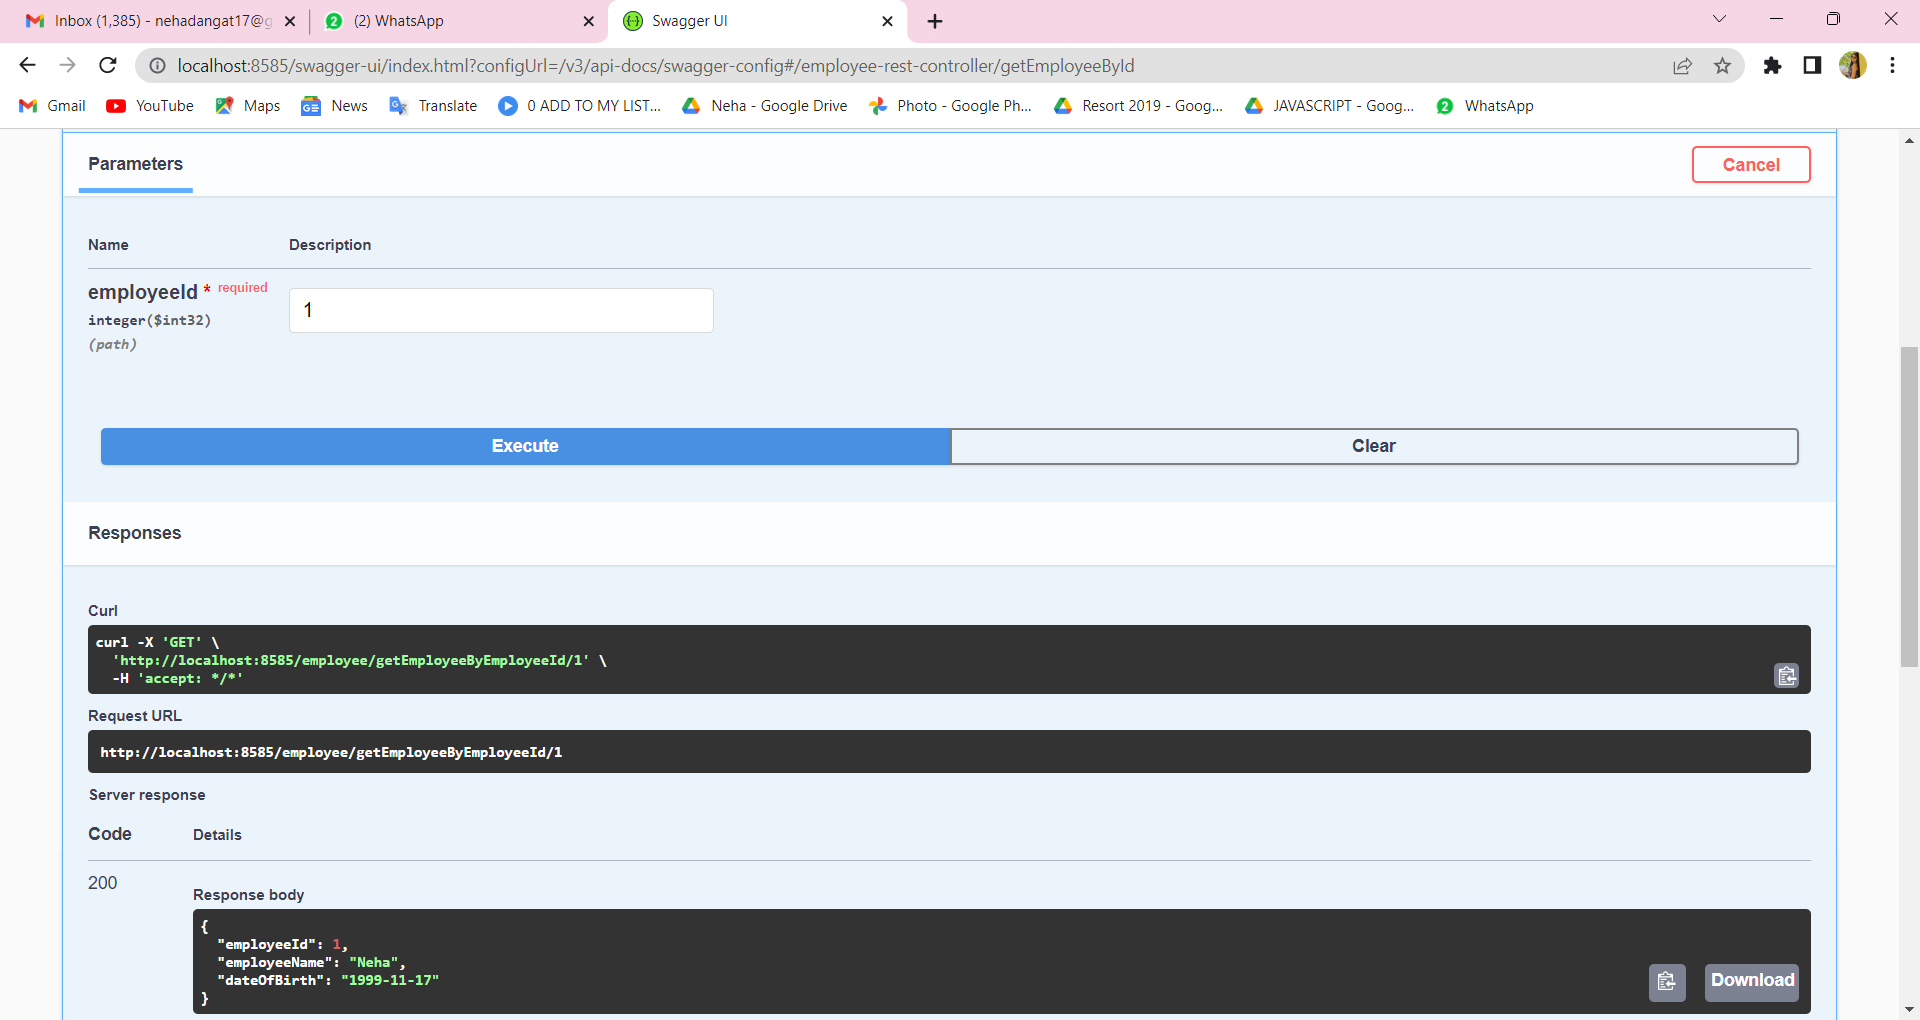 Inbox (1,385) - nehadangat17@g
2 (2) WhatsApp
Swagger UI
localhost:8585/swagger-ui/index.html?configUrl=/v3/api-docs/swagger-config#/employee-rest-controller/getEmployeeById
Gmail YouTube Maps News Translate 0 ADD TO MY LIST... Neha - Google Drive Photo - Google Ph... Resort 2019 - Goog... JAVASCRIPT - Goog... 2 WhatsApp
Parameters Cancel
Name Description
employeeId * required
integer($int32)
(path)
1
Execute Clear
Responses
Curl
curl -X 'GET' \
'http://localhost:8585/employee/getEmployeeByEmployeeId/1' \
-H 'accept: */*'
Request URL
http://localhost:8585/employee/getEmployeeByEmployeeId/1
Server response
Code Details
200
Response body
{
"employeeId": 1,
"employeeName": "Neha",
"dateOfBirth": "1999-11-17"
}
Download